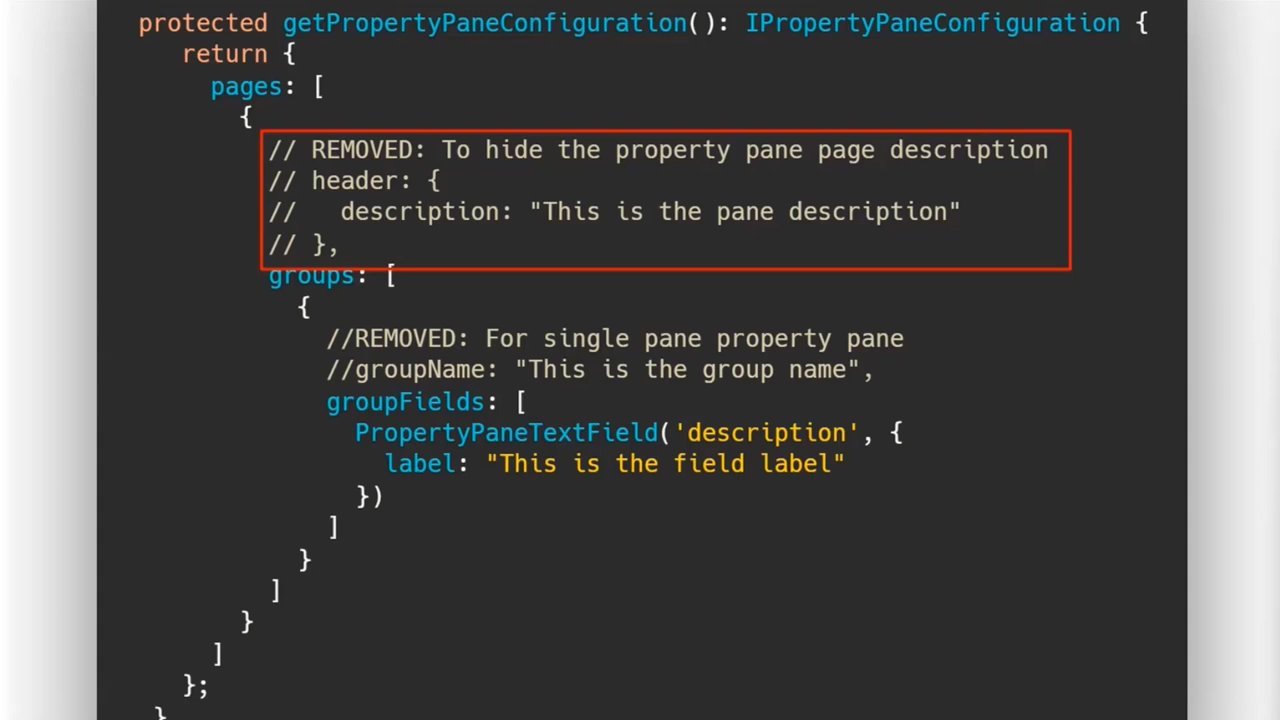 protected getPropertyPaneConfiguration(): IPropertyPaneConfiguration {
return {
pages: [
{
// REMOVED: To hide the property pane page description
// header: {
//   description: "This is the pane description"
// },
groups: [
{
//REMOVED: For single pane property pane
//groupName: "This is the group name",
groupFields: [
PropertyPaneTextField('description', {
label: "This is the field label"
})
]
}
]
}
]
};
}